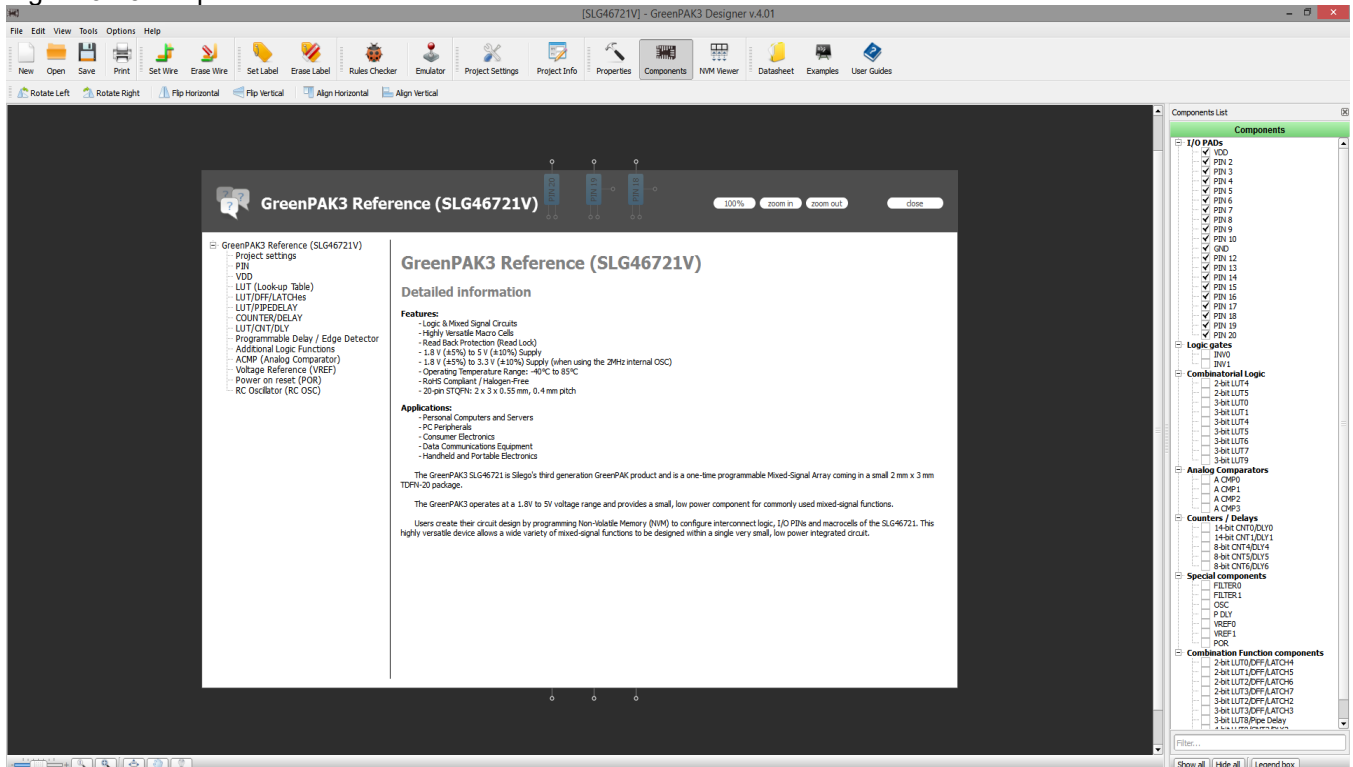 [SLG46721V] - GreenPAK3 Designer v.4.01
File Edit View Tools Options Help
New Open Save Print Set Wire Erase Wire Set Label Erase Label Rules Checker Emulator Project Settings Project Info Properties Components NVM Viewer Datasheet Examples User Guides
Rotate Left Rotate Right Flip Horizontal Flip Vertical Align Horizontal Align Vertical
PIN 20 PIN 19 PIN 18
GreenPAK3 Reference (SLG46721V)
100% zoom in zoom out close
GreenPAK3 Reference (SLG46721V)
Project settings
PIN
VDD
LUT (Look-up Table)
LUT/DFF/LATCHes
LUT/PIPEDELAY
COUNTER/DELAY
LUT/CNT/DLY
Programmable Delay / Edge Detector
Additional Logic Functions
ACMP (Analog Comparator)
Voltage Reference (VREF)
Power on reset (POR)
RC Oscillator (RC OSC)
GreenPAK3 Reference (SLG46721V)
Detailed information
Features:
- Logic & Mixed Signal Circuits
- Highly Versatile Macro Cells
- Read Back Protection (Read Lock)
- 1.8 V (±5%) to 5 V (±10%) Supply
- 1.8 V (±5%) to 3.3 V (±10%) Supply (when using the 2MHz internal OSC)
- Operating Temperature Range: -40°C to 85°C
- RoHS Compliant / Halogen-Free
- 20-pin STQFN: 2 x 3 x 0.55 mm, 0.4 mm pitch
Applications:
- Personal Computers and Servers
- PC Peripherals
- Consumer Electronics
- Data Communications Equipment
- Handheld and Portable Electronics
The GreenPAK3 SLG46721 is Silego's third generation GreenPAK product and is a one-time programmable Mixed-Signal Array coming in a small 2 mm x 3 mm
TDFN-20 package.
The GreenPAK3 operates at a 1.8V to 5V voltage range and provides a small, low power component for commonly used mixed-signal functions.
Users create their circuit design by programming Non-Volatile Memory (NVM) to configure interconnect logic, I/O PINs and macrocells of the SLG46721. This
highly versatile device allows a wide variety of mixed-signal functions to be designed within a single very small, low power integrated circuit.
Components List
Components
I/O PADs
VDD
PIN 2
PIN 3
PIN 4
PIN 5
PIN 6
PIN 7
PIN 8
PIN 9
PIN 10
GND
PIN 12
PIN 13
PIN 14
PIN 15
PIN 16
PIN 17
PIN 18
PIN 19
PIN 20
Logic gates
INV0
INV1
Combinatorial Logic
2-bit LUT4
2-bit LUT5
3-bit LUT0
3-bit LUT1
3-bit LUT4
3-bit LUT5
3-bit LUT6
3-bit LUT7
3-bit LUT9
Analog Comparators
A CMP0
A CMP1
A CMP2
A CMP3
Counters / Delays
14-bit CNT0/DLY0
14-bit CNT1/DLY1
8-bit CNT4/DLY4
8-bit CNT5/DLY5
8-bit CNT6/DLY6
Special components
FILTER0
FILTER1
OSC
P DLY
VREF0
VREF1
POR
Combination Function components
2-bit LUT0/DFF/LATCH4
2-bit LUT1/DFF/LATCH5
2-bit LUT2/DFF/LATCH6
2-bit LUT3/DFF/LATCH7
3-bit LUT2/DFF/LATCH2
3-bit LUT3/DFF/LATCH3
3-bit LUT8/Pipe Delay
Filter...
Show all Hide all Legend box